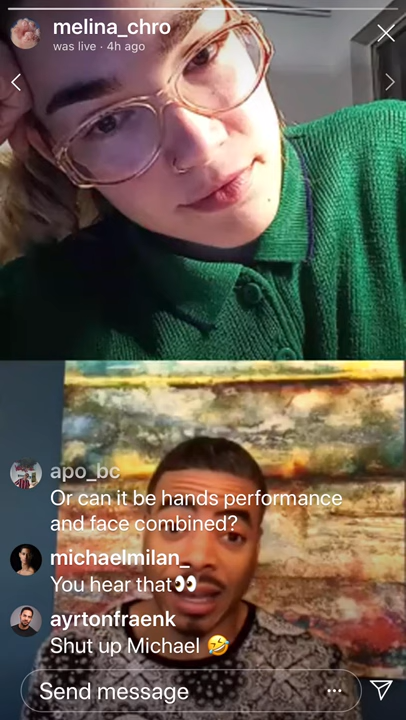 melina_chro
was live · 4h ago
apo_bc
Or can it be hands performance
and face combined?
michaelmilan_
You hear that👀
ayrtonfraenk
Shut up Michael 🤣
Send message